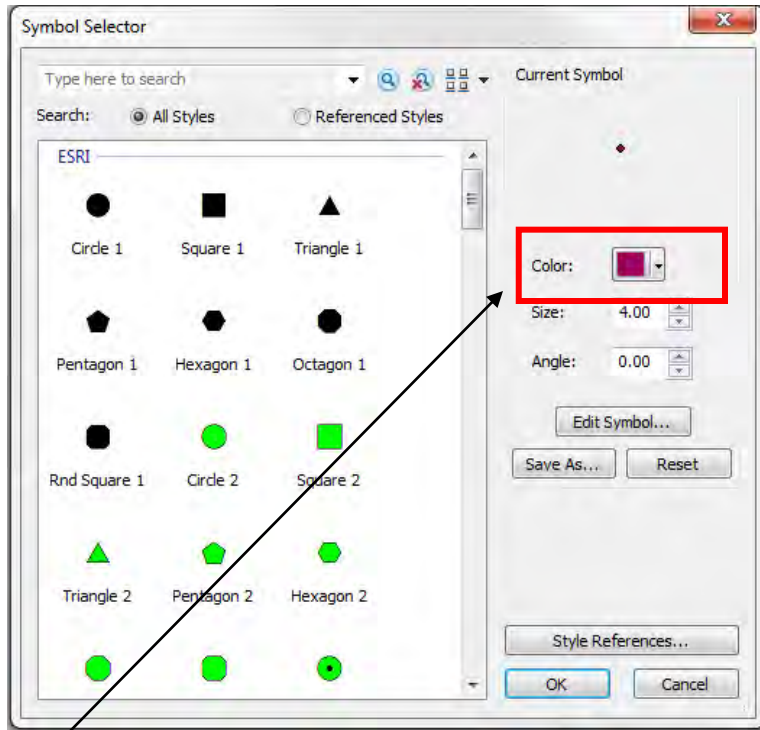 Symbol Selector
Type here to search
Current Symbol
Search: All Styles Referenced Styles
ESRI
Circle 1 Square 1 Triangle 1
Color:
Size: 4.00
Pentagon 1 Hexagon 1 Octagon 1
Angle: 0.00
Edit Symbol...
Save As... Reset
Rnd Square 1 Circle 2 Square 2
Triangle 2 Pentagon 2 Hexagon 2
Style References...
OK Cancel